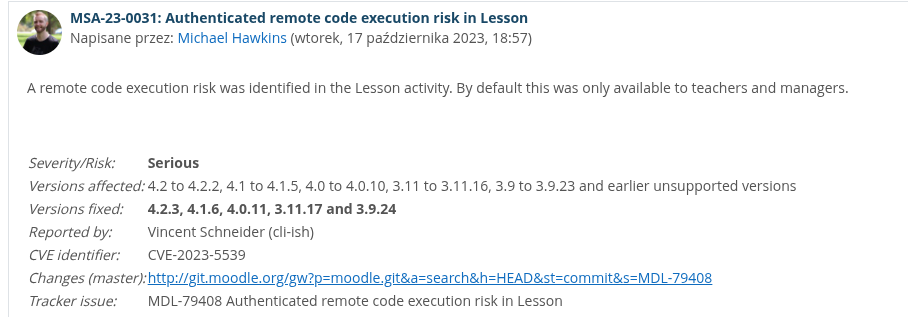 MSA-23-0031: Authenticated remote code execution risk in Lesson
Napisane przez: Michael Hawkins (wtorek, 17 października 2023, 18:57)
A remote code execution risk was identified in the Lesson activity. By default this was only available to teachers and managers.
Severity/Risk: Serious
Versions affected: 4.2 to 4.2.2, 4.1 to 4.1.5, 4.0 to 4.0.10, 3.11 to 3.11.16, 3.9 to 3.9.23 and earlier unsupported versions
Versions fixed: 4.2.3, 4.1.6, 4.0.11, 3.11.17 and 3.9.24
Reported by: Vincent Schneider (cli-ish)
CVE identifier: CVE-2023-5539
Changes (master): http://git.moodle.org/gw?p=moodle.git&a=search&h=HEAD&st=commit&s=MDL-79408
Tracker issue: MDL-79408 Authenticated remote code execution risk in Lesson